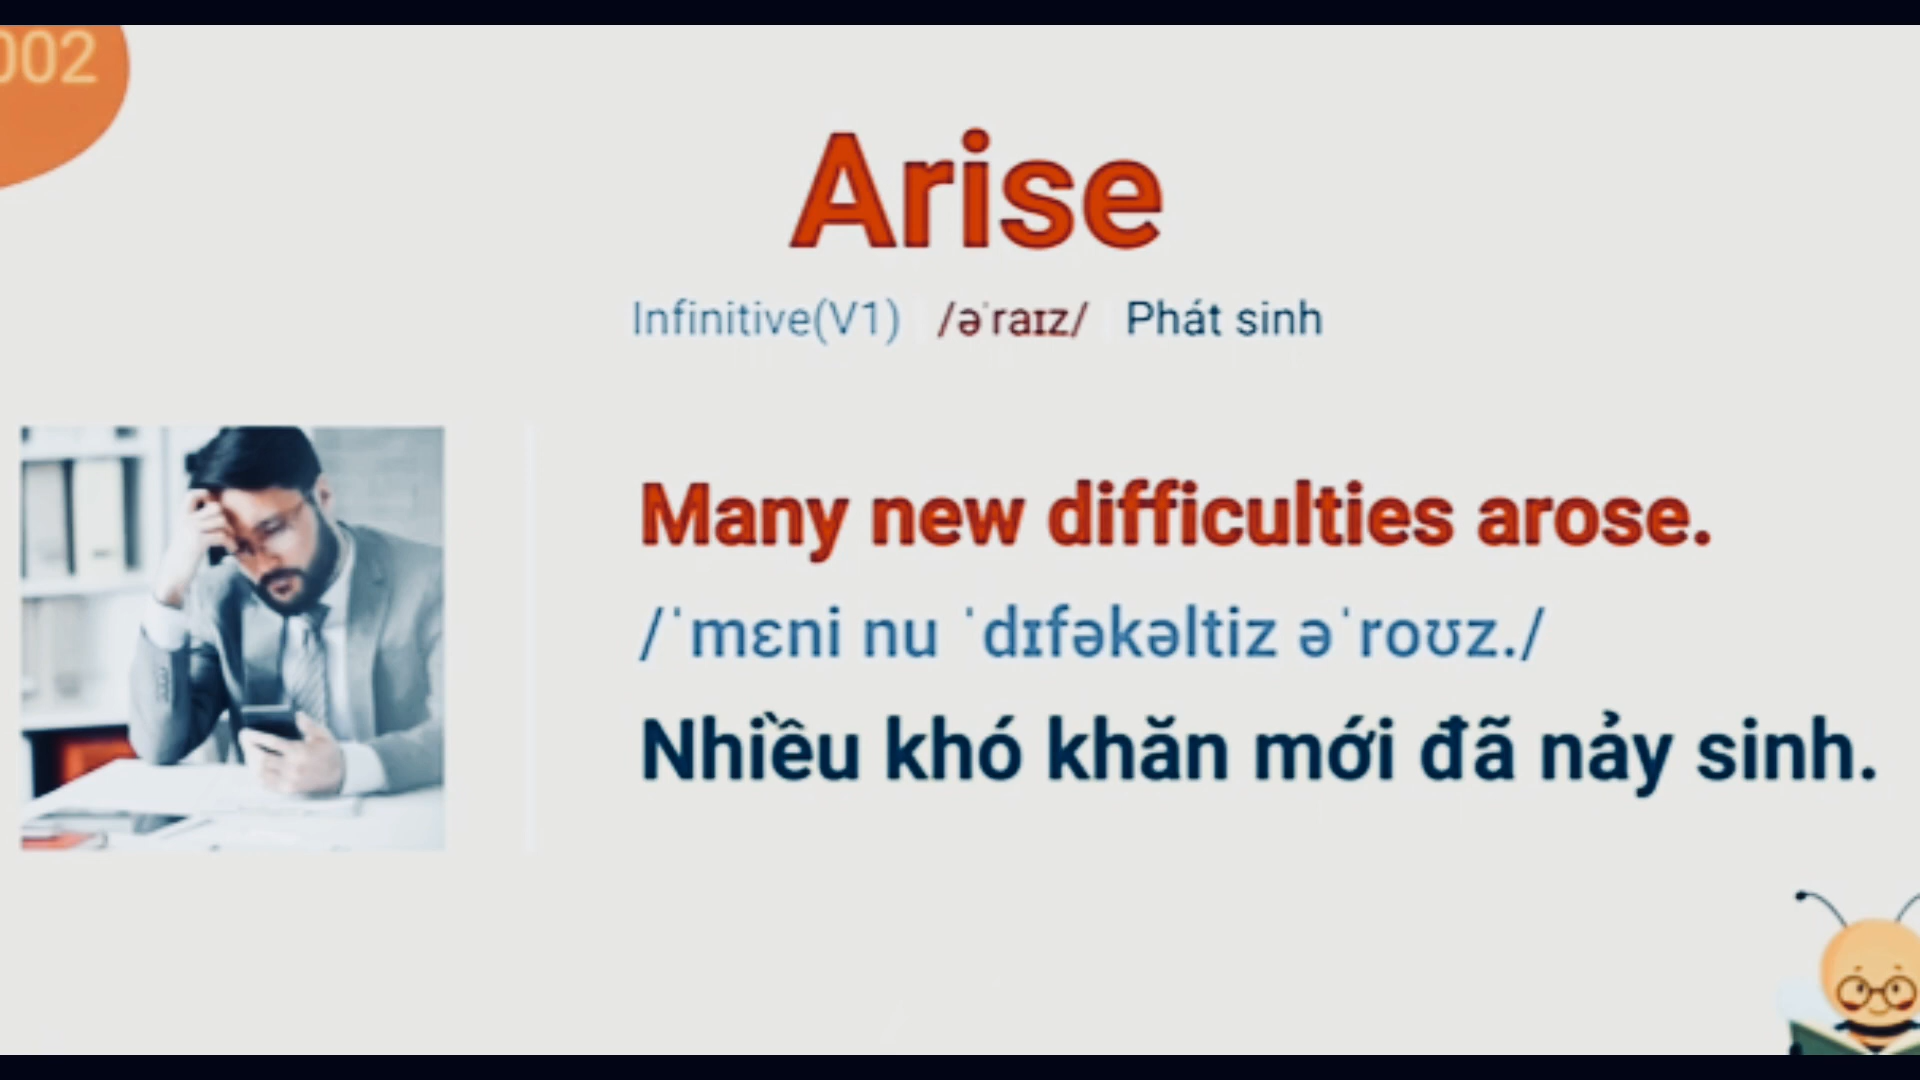 002
Arise
Infinitive(V1) /əˈraɪz/ Phát sinh
Many new difficulties arose.
/ˈmɛni nu ˈdɪfəkəltiz əˈroʊz./
Nhiều khó khăn mới đã nảy sinh.